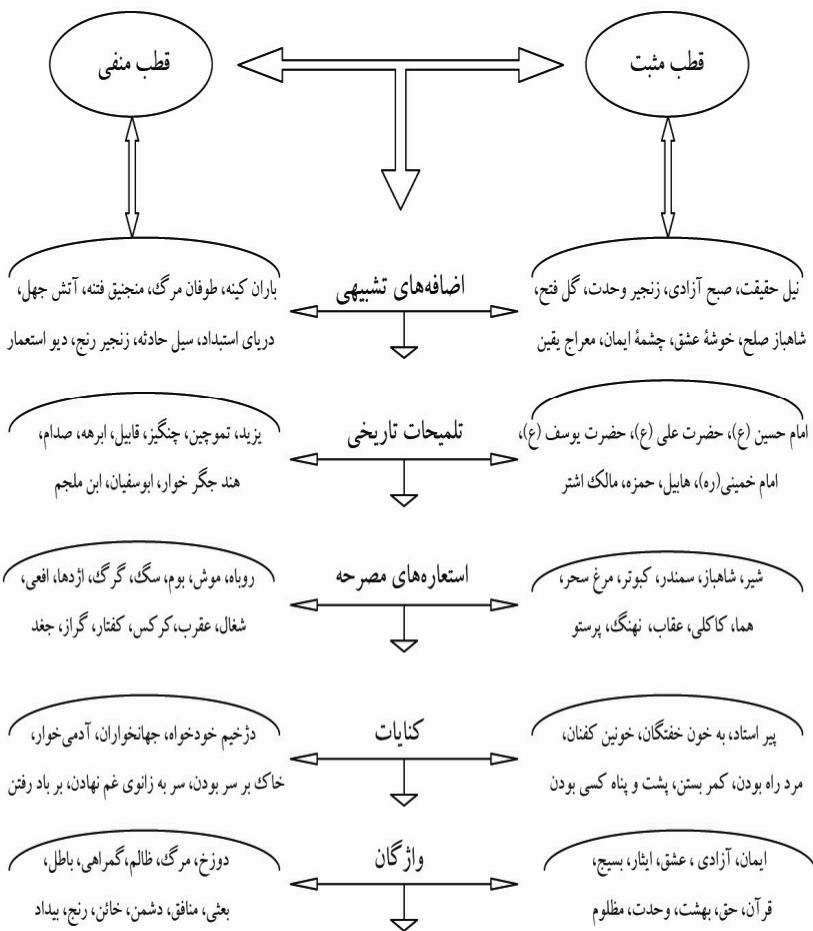 قطب مثبت
قطب منفی
اضافه‌های تشبیهی
نیل حقیقت، صبح آزادی، زنجیر وحدت، گل فتح،
شاهباز صلح، خوشهٔ عشق، چشمهٔ ایمان، معراج یقین
باران کینه، طوفان مرگ، منجنیق فتنه، آتش جهل،
دریای استبداد، سیل حادثه، زنجیر رنج، دیو استعمار
تلمیحات تاریخی
امام حسین (ع)، حضرت علی (ع)، حضرت یوسف (ع)،
امام خمینی(ره)، هابیل، حمزه، مالک اشتر
یزید، تموچین، چنگیز، قابیل، ابرهه، صدام،
هند جگر خوار، ابوسفیان، ابن ملجم
استعاره‌های مصرحه
شیر، شاهباز، سمندر، کبوتر، مرغ سحر،
هما، کاکلی، عقاب، نهنگ، پرستو
روباه، موش، بوم، سگ، گرگ، اژدها، افعی،
شغال، عقرب، کرکس، کفتار، گراز، جغد
کنایات
پیر استاد، به خون خفتگان، خونین کفنان،
مرد راه بودن، کمر بستن، پشت و پناه کسی بودن
دژخیم خودخواه، جهانخواران، آدمی‌خوار،
خاک بر سر بودن، سر به زانوی غم نهادن، بر باد رفتن
واژگان
ایمان، آزادی ، عشق، ایثار، بسیج،
قرآن، حق، بهشت، وحدت، مظلوم
دوزخ، مرگ، ظالم، گمراهی، باطل،
بعثی، منافق، دشمن، خائن، رنج، بیداد